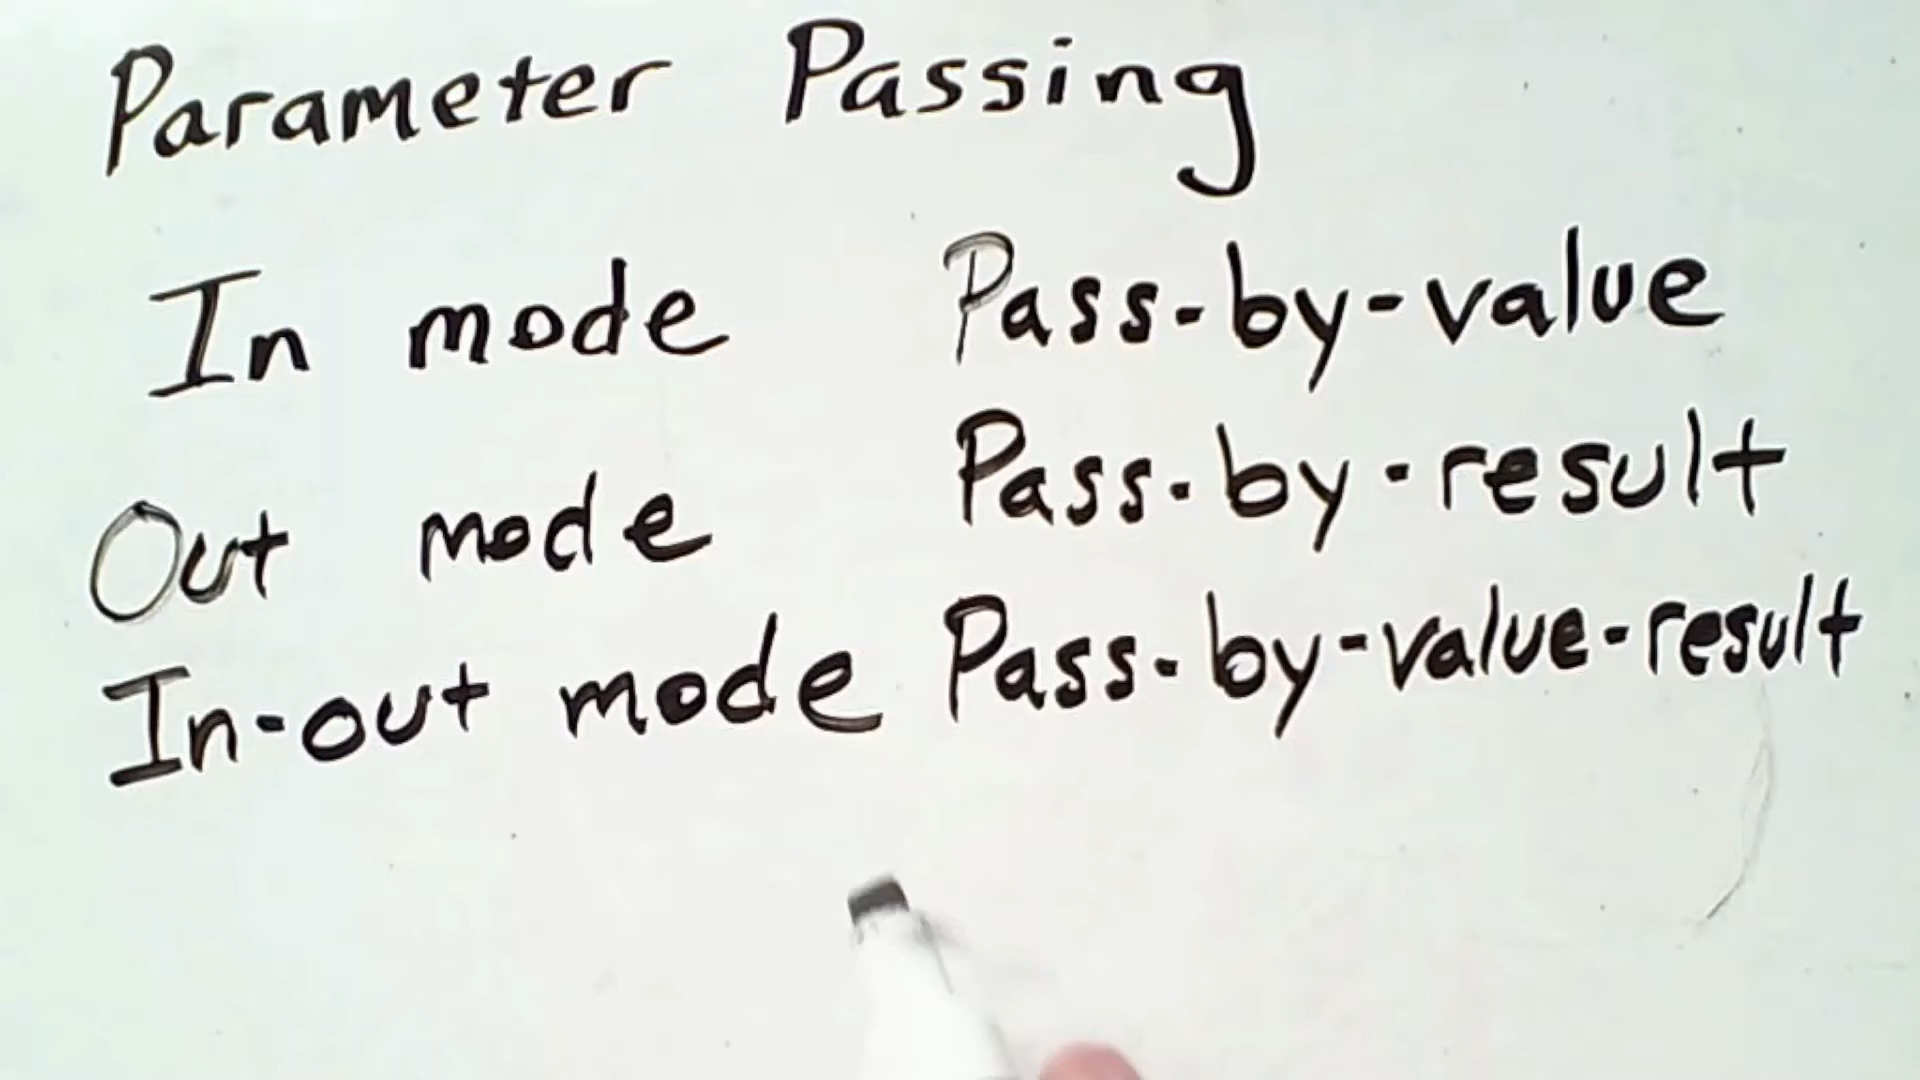 Parameter Passing
In mode Pass-by-value
Out mode Pass-by-result
In-out mode Pass-by-value-result